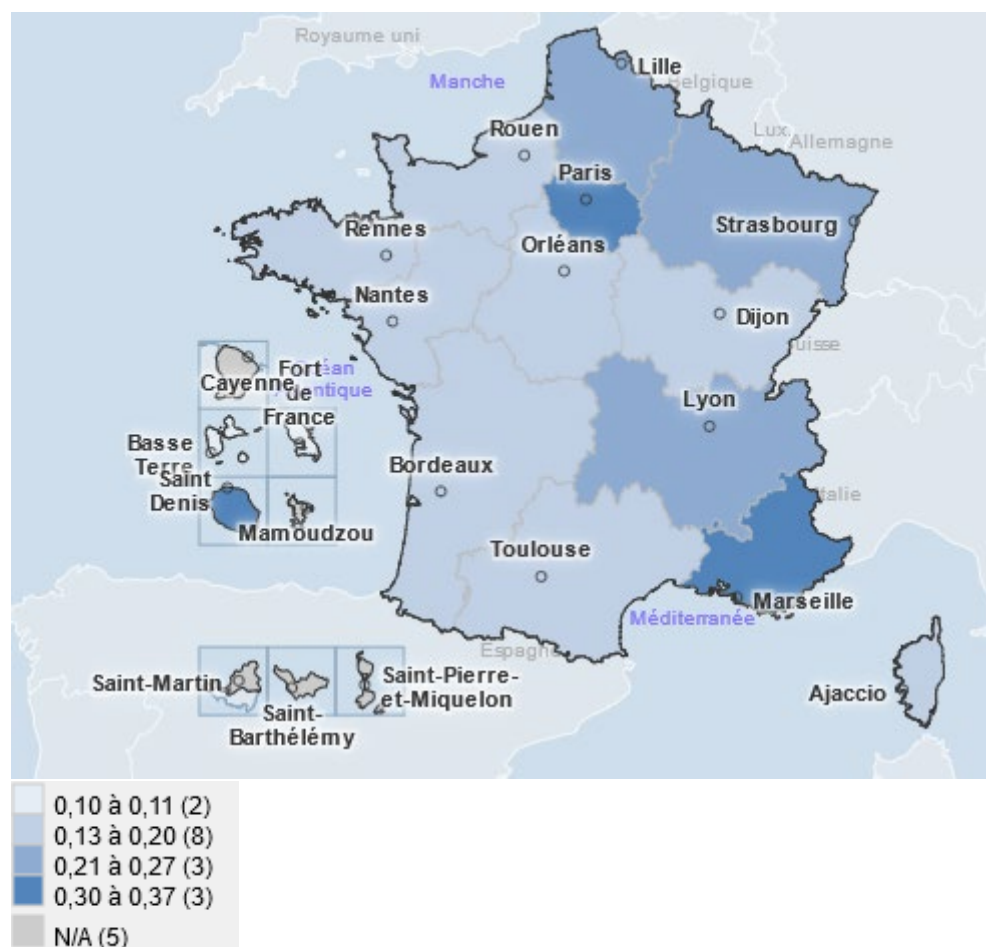 Royaume uni
Manche
Lille
Belgique
Lux.
Allemagne
Rouen
Paris
Strasbourg
Rennes
Orléans
Nantes
Dijon
Suisse
Cayenne
Fort
de
France
Océan
Atlantique
Lyon
Basse
Terre
Bordeaux
Saint
Denis
Italie
Mamoudzou
Toulouse
Marseille
Méditerranée
Espagne
Saint-Martin
Saint-
Barthélémy
Saint-Pierre-
et-Miquelon
Ajaccio
0,10 à 0,11 (2)
0,13 à 0,20 (8)
0,21 à 0,27 (3)
0,30 à 0,37 (3)
N/A (5)